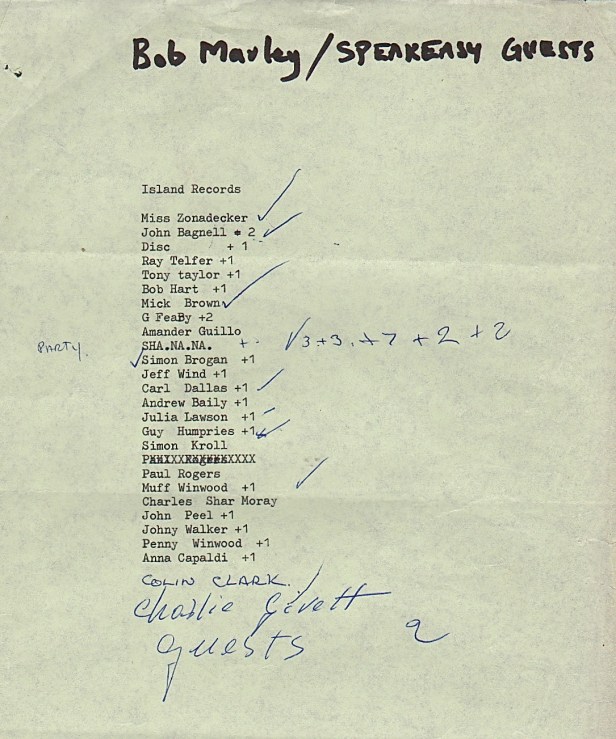 Bob Marley / SPEAKEASY GUESTS
Island Records
Miss Zonadecker
John Bagnell * 2
Disc + 1
Ray Telfer +1
Tony taylor +1
Bob Hart +1
Mick Brown
G FeaBy +2
Amander Guillo
PARTY. SHA.NA.NA. + 3+3.+7 +2 +2
Simon Brogan +1
Jeff Wind +1
Carl Dallas +1
Andrew Baily +1
Julia Lawson +1
Guy Humpries +1
Simon Kroll
Paul Rogers
Muff Winwood +1
Charles Shar Moray
John Peel +1
Johny Walker +1
Penny Winwood +1
Anna Capaldi +1
COLIN CLARK.
Charlie Givett
guests 2